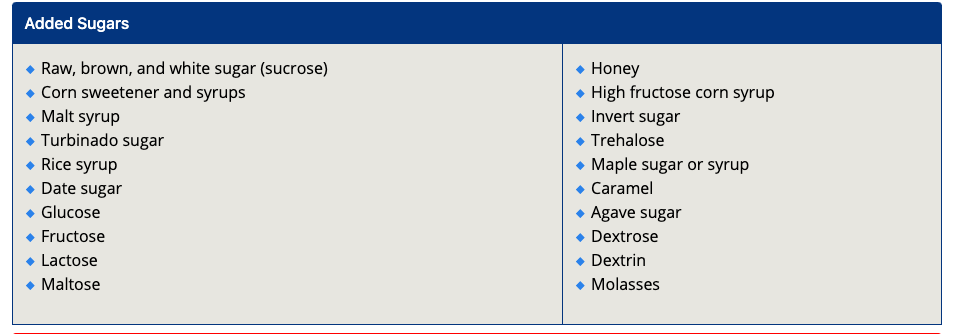 Added Sugars
Raw, brown, and white sugar (sucrose)
Corn sweetener and syrups
Malt syrup
Turbinado sugar
Rice syrup
Date sugar
Glucose
Fructose
Lactose
Maltose
Honey
High fructose corn syrup
Invert sugar
Trehalose
Maple sugar or syrup
Caramel
Agave sugar
Dextrose
Dextrin
Molasses